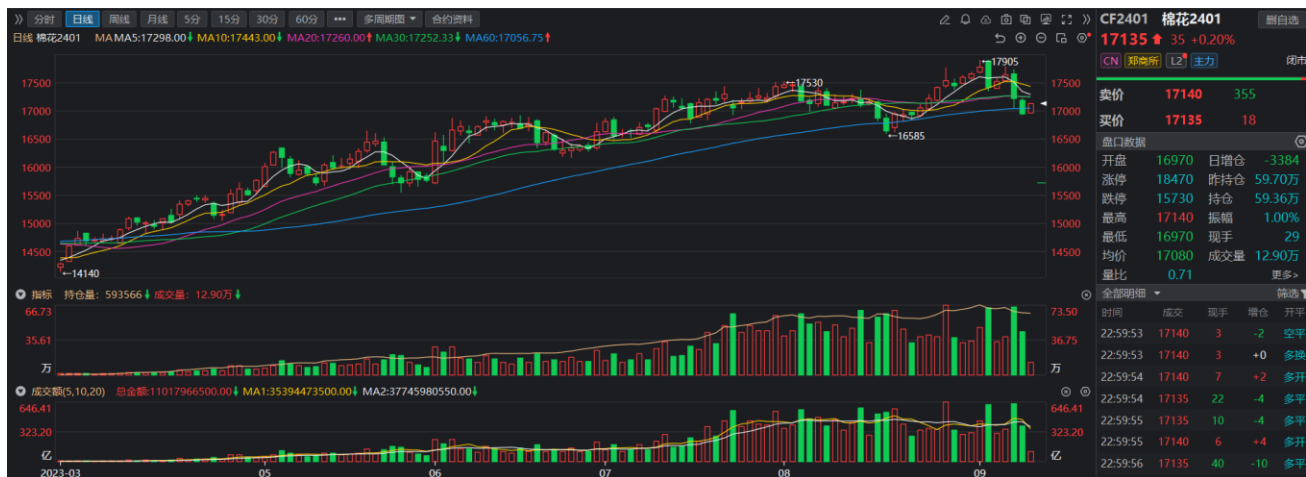 分时 日线 周线 月线 5分 15分 30分 60分 ••• 多周期图 合约资料
日线 棉花2401 MA MA5:17298.00 MA10:17443.00 MA20:17260.00 MA30:17252.33 MA60:17056.75
17905
17530
17500 17500
17000 17000
16585
16500 16500
16000 16000
15500 15500
15000 15000
14500 14500
14140
指标 持仓量: 593566 成交量: 12.90万
66.73 73.50
35.61 36.75
万 万
成交额(5,10,20) 总金额:11017966500.00 MA1:35394473500.00 MA2:37745980550.00
646.41 646.41
323.20 323.20
亿 亿
2023-03 05 06 07 08 09
CF2401 棉花2401 删自选
17135 35 +0.20%
CN 郑商所 L2 主力 闭市
卖价 17140 355
买价 17135 18
盘口数据
开盘 16970 日增仓 -3384
涨停 18470 昨持仓 59.70万
跌停 15730 持仓 59.36万
最高 17140 振幅 1.00%
最低 16970 现手 29
均价 17080 成交量 12.90万
量比 0.71 更多>
全部明细 筛选
时间 成交 现手 增仓 开平
22:59:53 17140 3 -2 空平
22:59:53 17140 3 +0 多换
22:59:54 17140 7 +2 多开
22:59:54 17135 22 -4 多平
22:59:55 17135 10 -4 多平
22:59:55 17140 6 +4 多开
22:59:56 17135 40 -10 多平